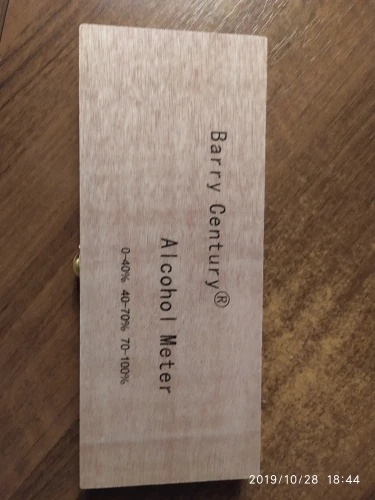 Barry Century®
Alcohol Meter
0-40% 40-70% 70-100%
2019/10/28 18:44